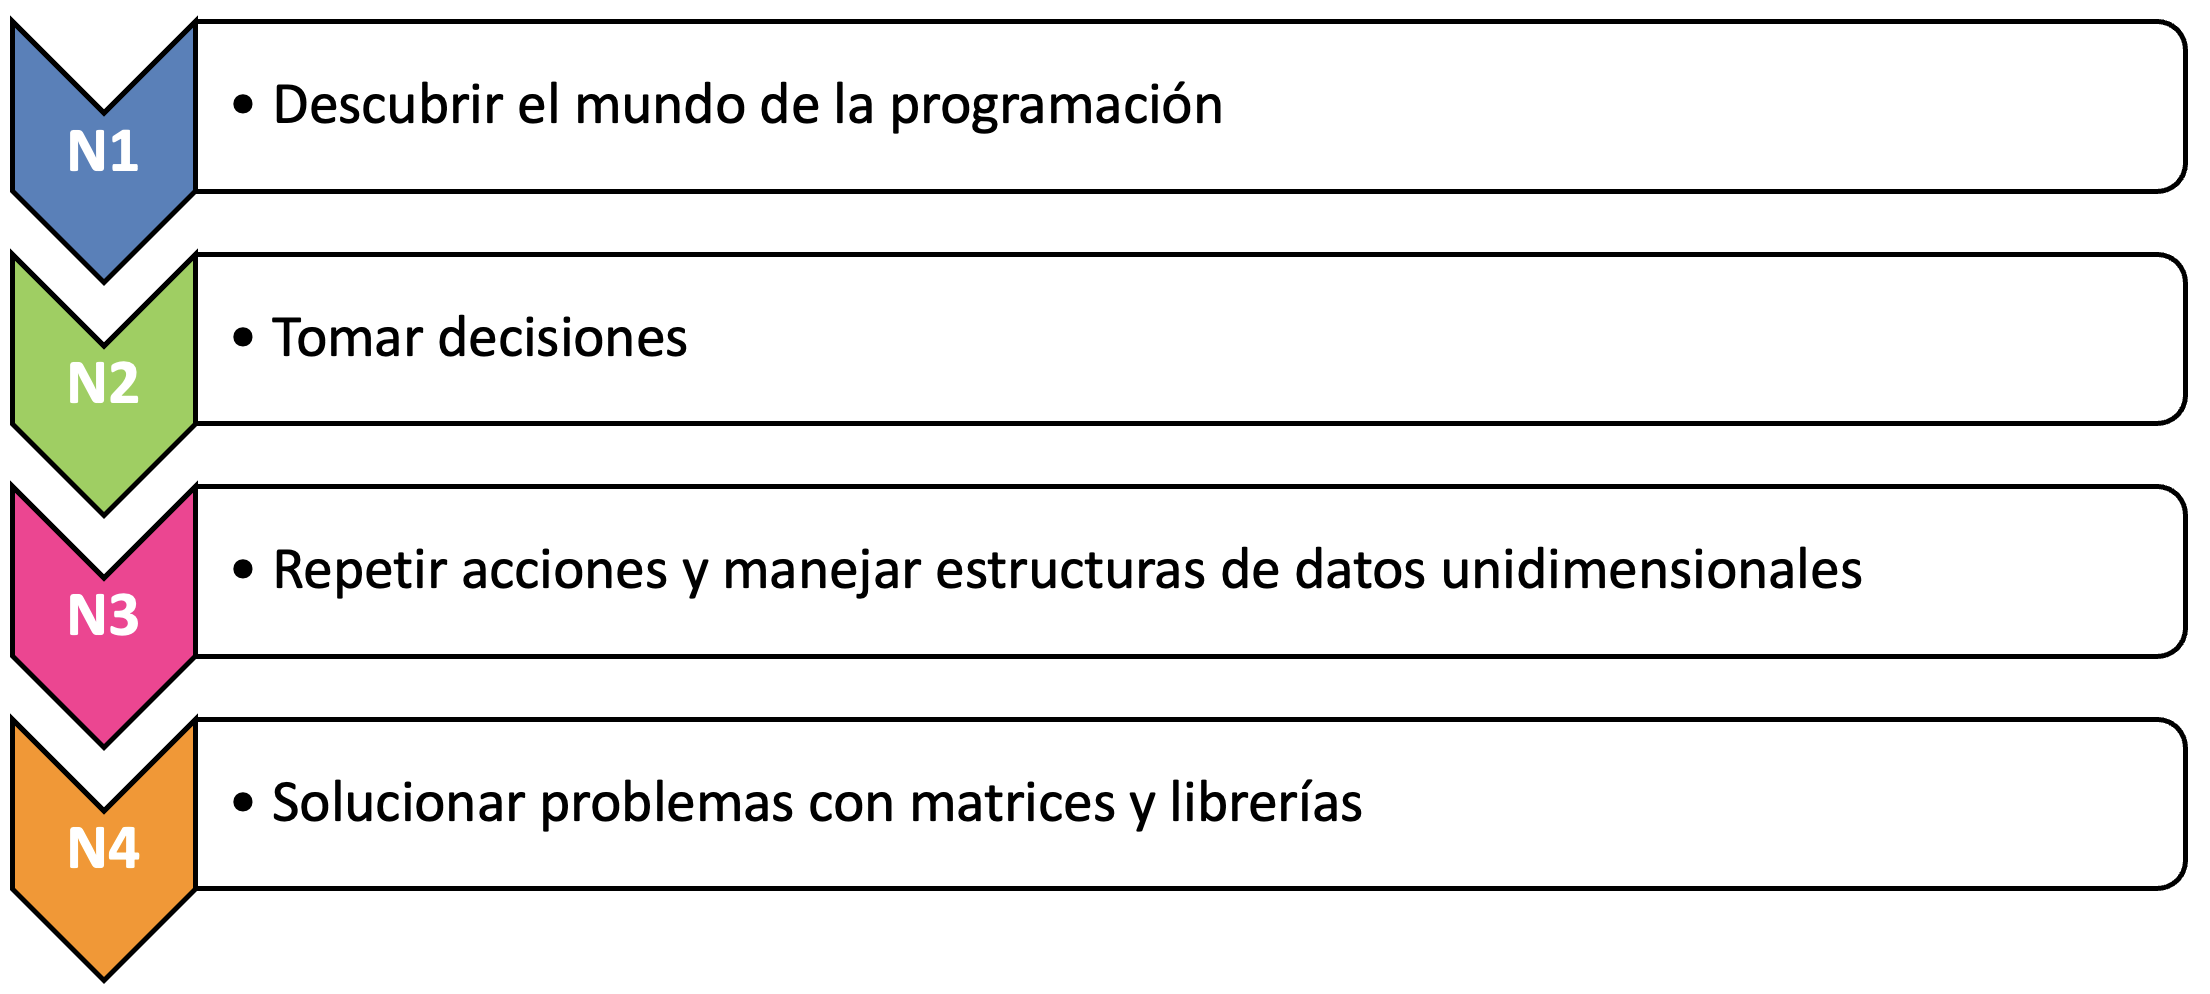 N1
• Descubrir el mundo de la programación
N2
• Tomar decisiones
N3
• Repetir acciones y manejar estructuras de datos unidimensionales
N4
• Solucionar problemas con matrices y librerías